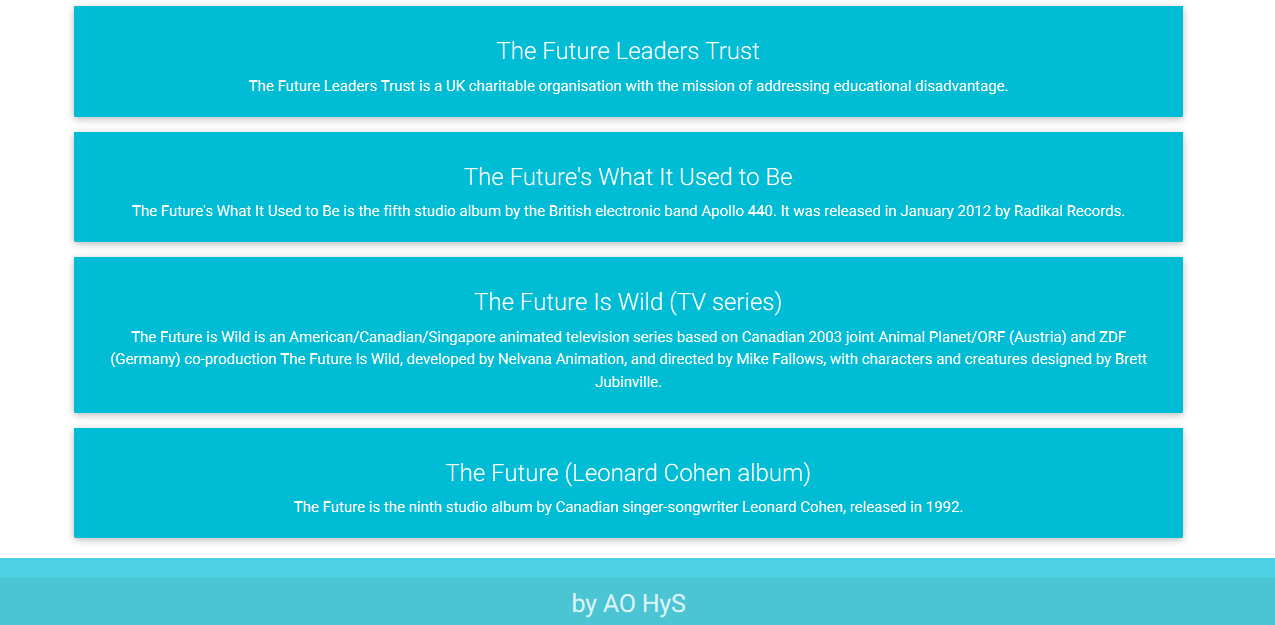 The Future Leaders Trust
The Future Leaders Trust is a UK charitable organisation with the mission of addressing educational disadvantage.
The Future's What It Used to Be
The Future's What It Used to Be is the fifth studio album by the British electronic band Apollo 440. It was released in January 2012 by Radikal Records.
The Future Is Wild (TV series)
The Future is Wild is an American/Canadian/Singapore animated television series based on Canadian 2003 joint Animal Planet/ORF (Austria) and ZDF
(Germany) co-production The Future Is Wild, developed by Nelvana Animation, and directed by Mike Fallows, with characters and creatures designed by Brett
Jubinville.
The Future (Leonard Cohen album)
The Future is the ninth studio album by Canadian singer-songwriter Leonard Cohen, released in 1992.
by AO HyS